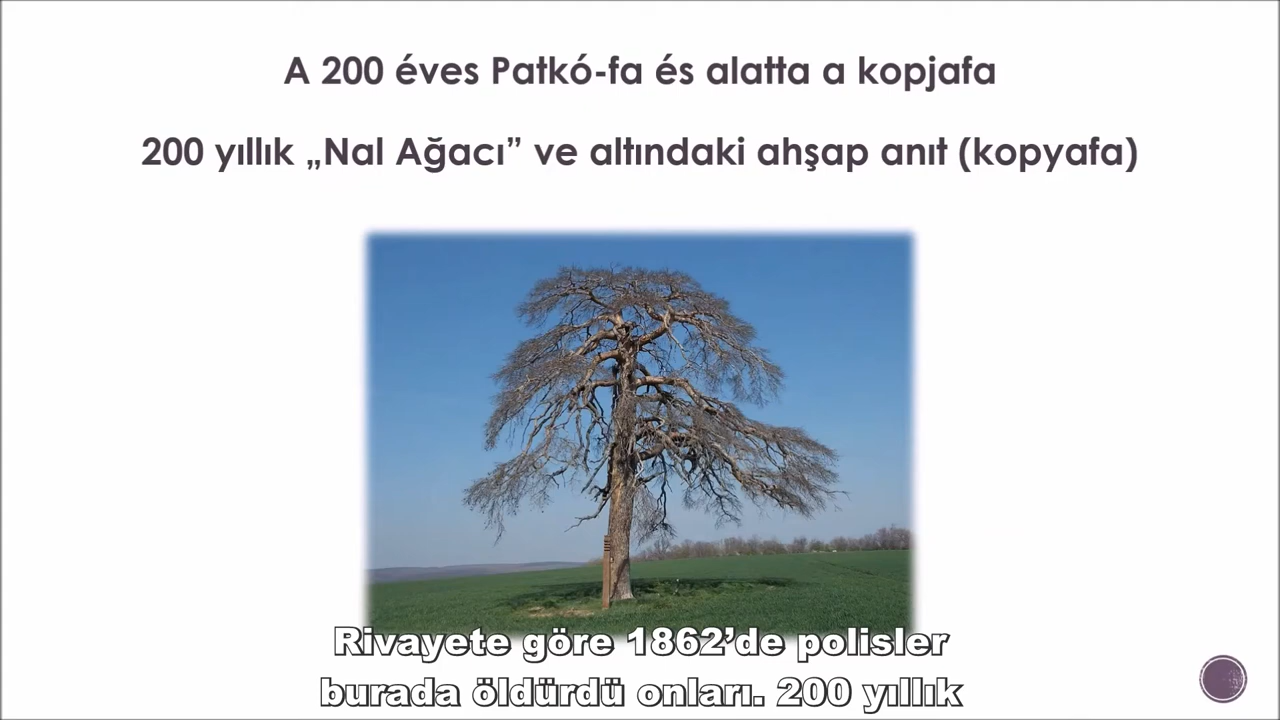 A 200 éves Patkó-fa és alatta a kopjafa
200 yıllık „Nal Ağacı” ve altındaki ahşap anıt (kopyafa)
Rivayete göre 1862’de polisler
burada öldürdü onları. 200 yıllık